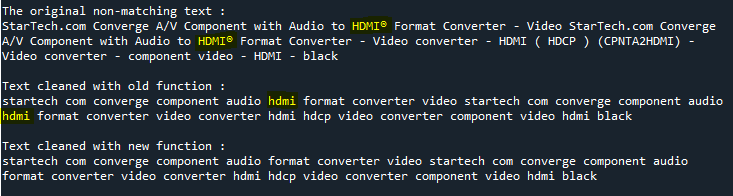 The original non-matching text :
StarTech.com Converge A/V Component with Audio to HDMI® Format Converter - Video StarTech.com Converge
A/V Component with Audio to HDMI® Format Converter - Video converter - HDMI ( HDCP ) (CPNTA2HDMI) -
Video converter - component video - HDMI - black
Text cleaned with old function :
startech com converge component audio hdmi format converter video startech com converge component audio
hdmi format converter video converter hdmi hdcp video converter component video hdmi black
Text cleaned with new function :
startech com converge component audio format converter video startech com converge component audio
format converter video converter hdmi hdcp video converter component video hdmi black